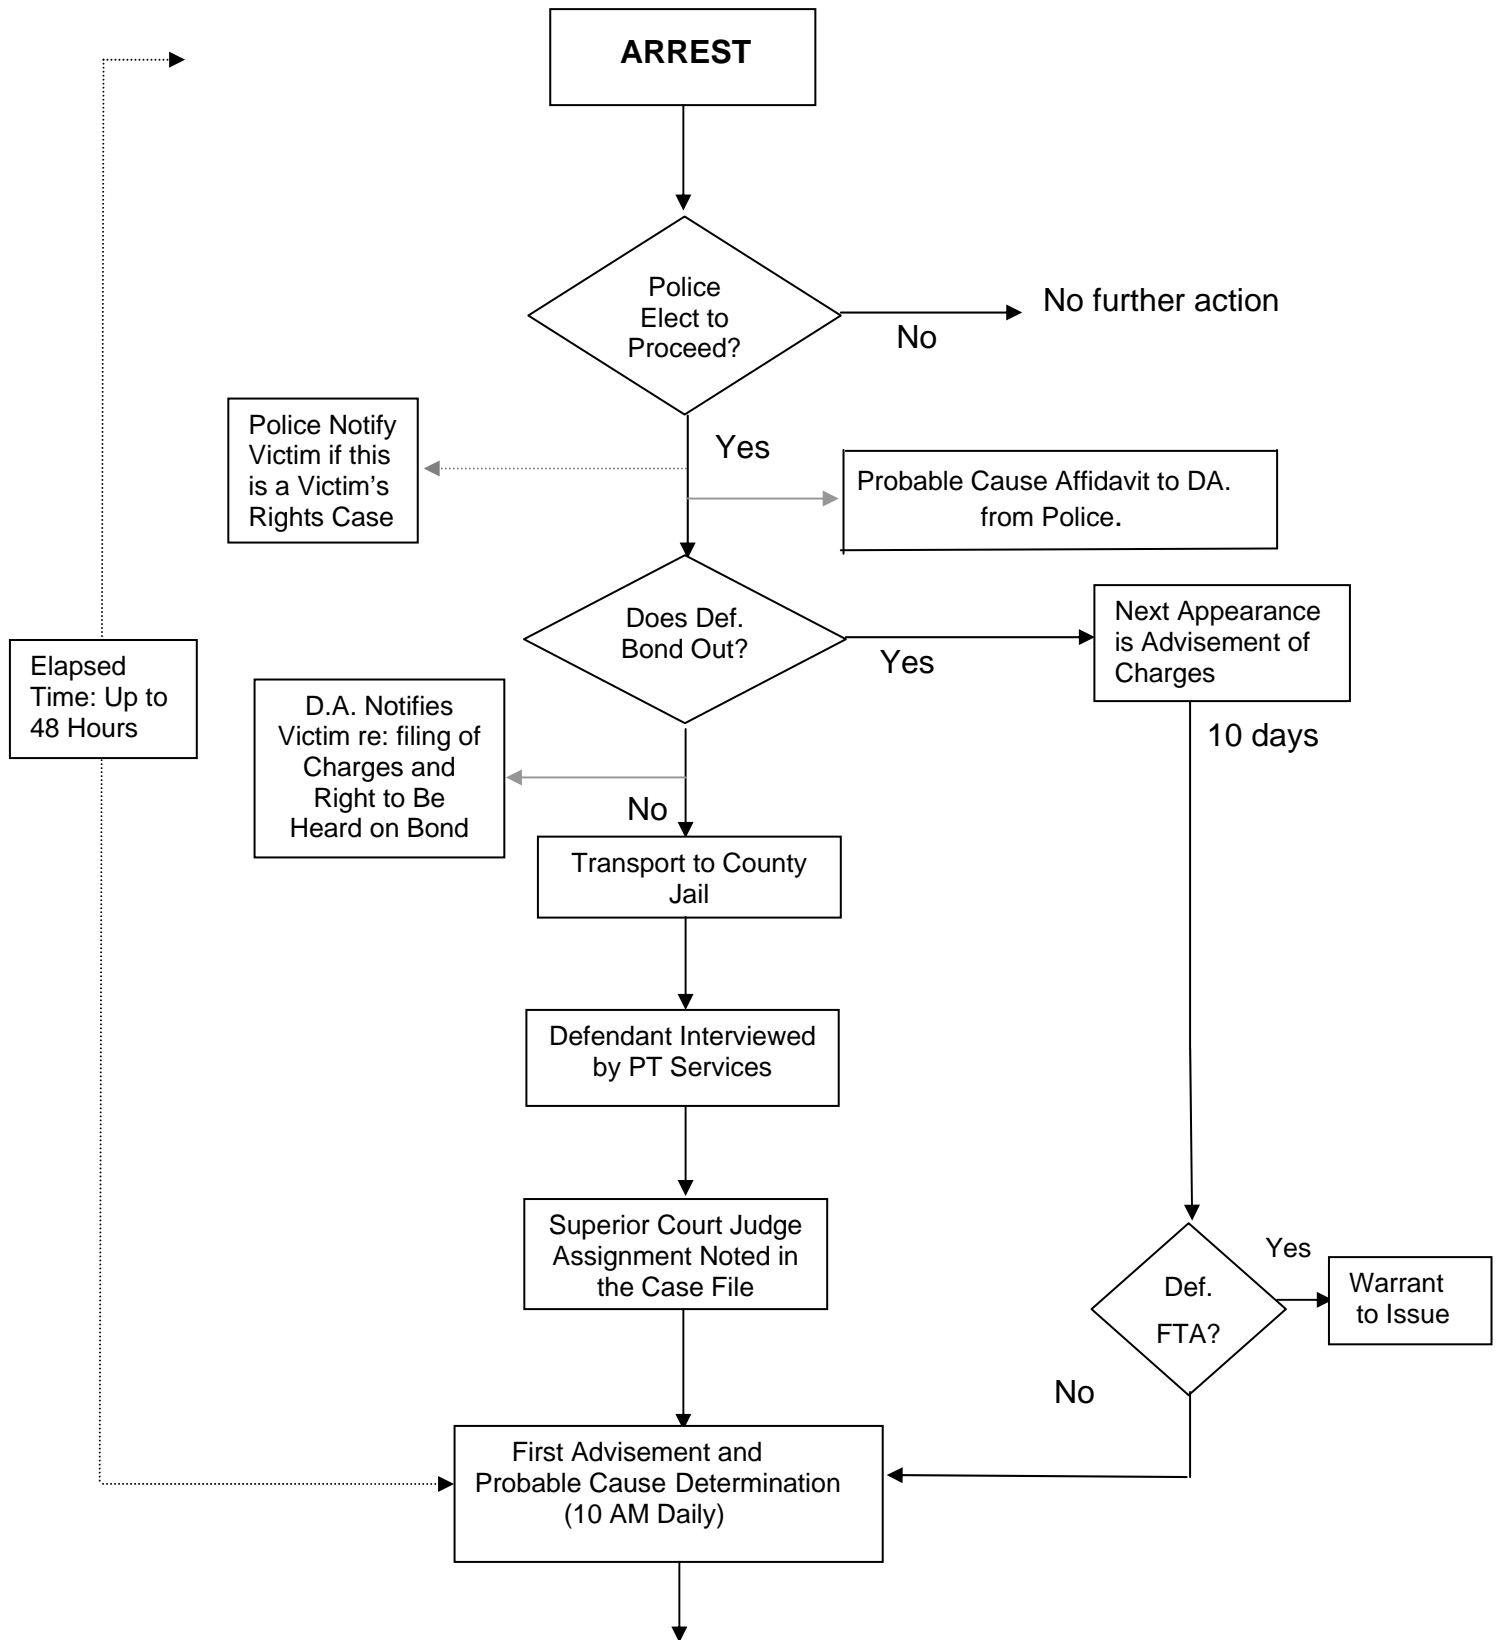 ARREST
Police
Elect to
Proceed?
No further action
No
Police Notify
Victim if this
is a Victim's
Rights Case
Yes
Probable Cause Affidavit to DA.
from Police.
Does Def.
Bond Out?
Yes
Next Appearance
is Advisement of
Charges
Elapsed
Time: Up to
48 Hours
D.A. Notifies
Victim re: filing of
Charges and
Right to Be
Heard on Bond
10 days
No
Transport to County
Jail
Defendant Interviewed
by PT Services
Superior Court Judge
Assignment Noted in
the Case File
Def.
FTA?
Yes
Warrant
to Issue
No
First Advisement and
Probable Cause Determination
(10 AM Daily)